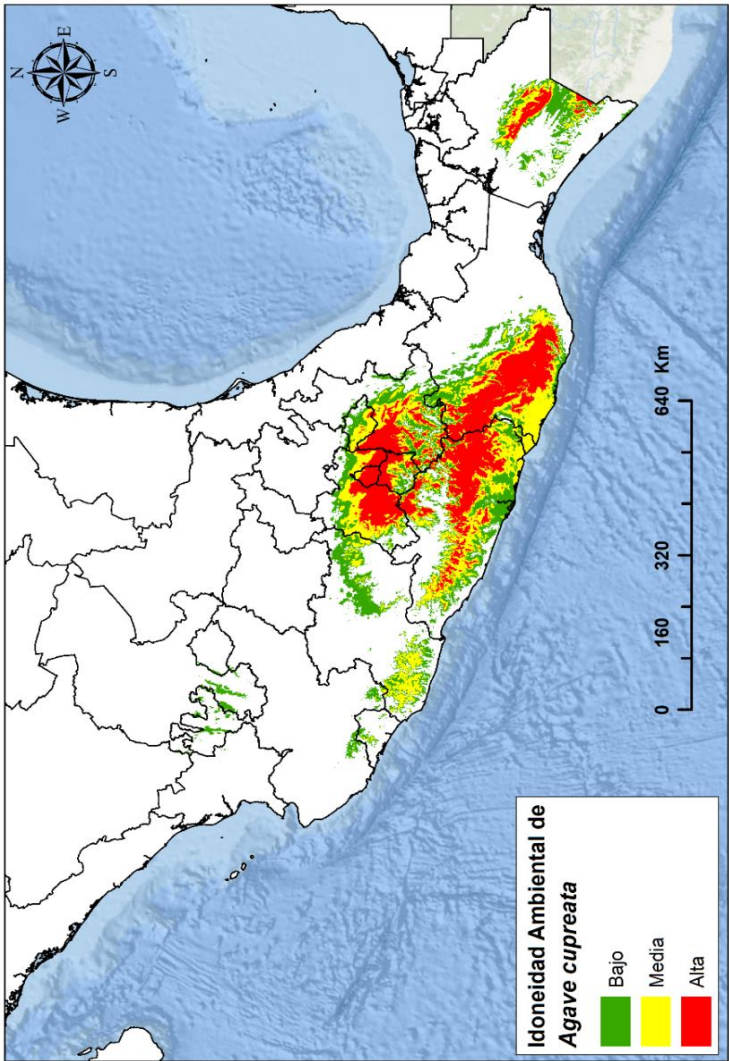 N
W E
S
Idoneidad Ambiental de
Agave cupreata
Bajo
Media
Alta
0 160 320 640 Km